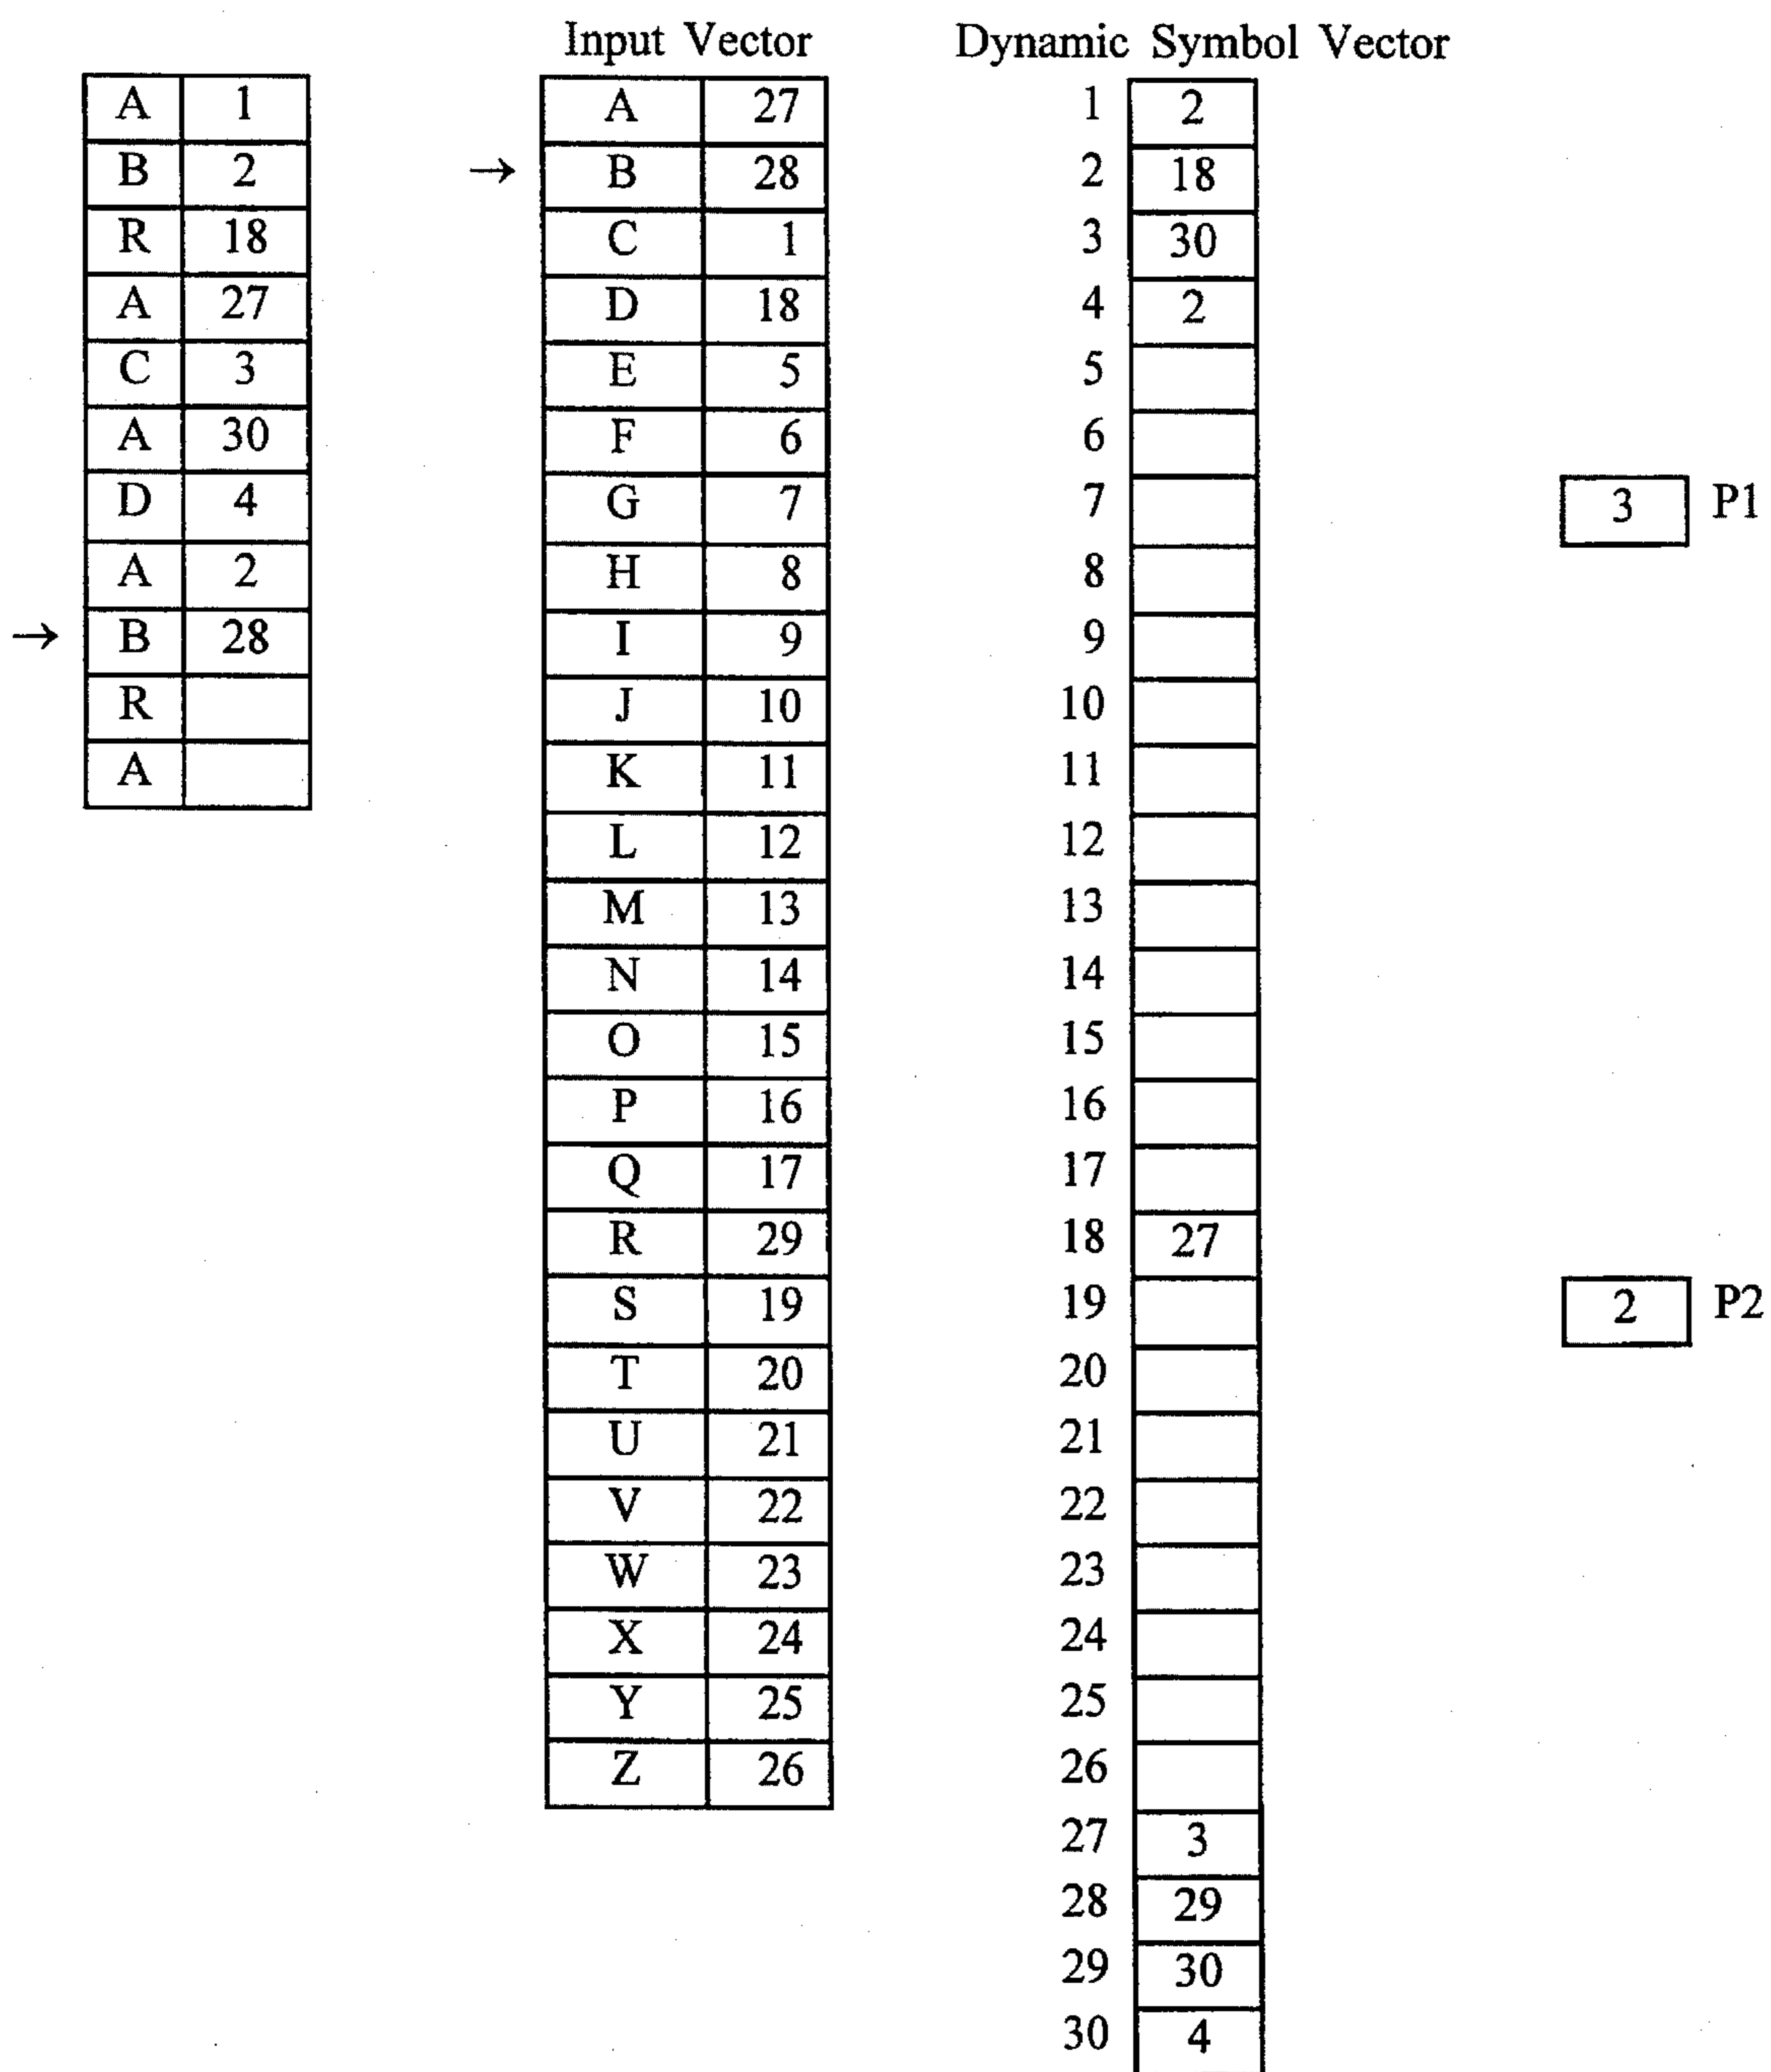 Input Vector
Dynamic Symbol Vector
A 1
B 2
R 18
A 27
C 3
A 30
D 4
A 2
→ B 28
R
A
A 27
→ B 28
C 1
D 18
E 5
F 6
G 7
H 8
I 9
J 10
K 11
L 12
M 13
N 14
O 15
P 16
Q 17
R 29
S 19
T 20
U 21
V 22
W 23
X 24
Y 25
Z 26
1 2
2 18
3 30
4 2
5
6
7
8
9
10
11
12
13
14
15
16
17
18 27
19
20
21
22
23
24
25
26
27 3
28 29
29 30
30 4
3 P1
2 P2